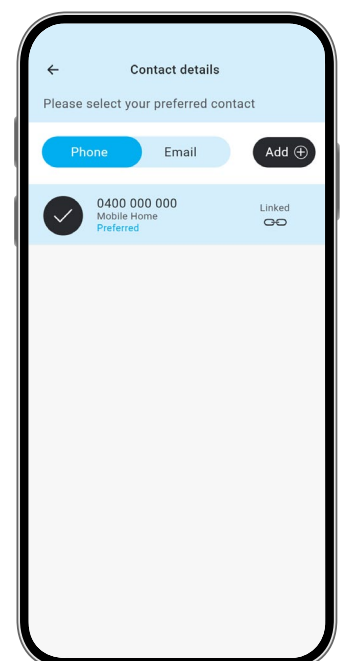 Contact details
Please select your preferred contact
Phone Email Add
0400 000 000
Mobile Home
Preferred
Linked